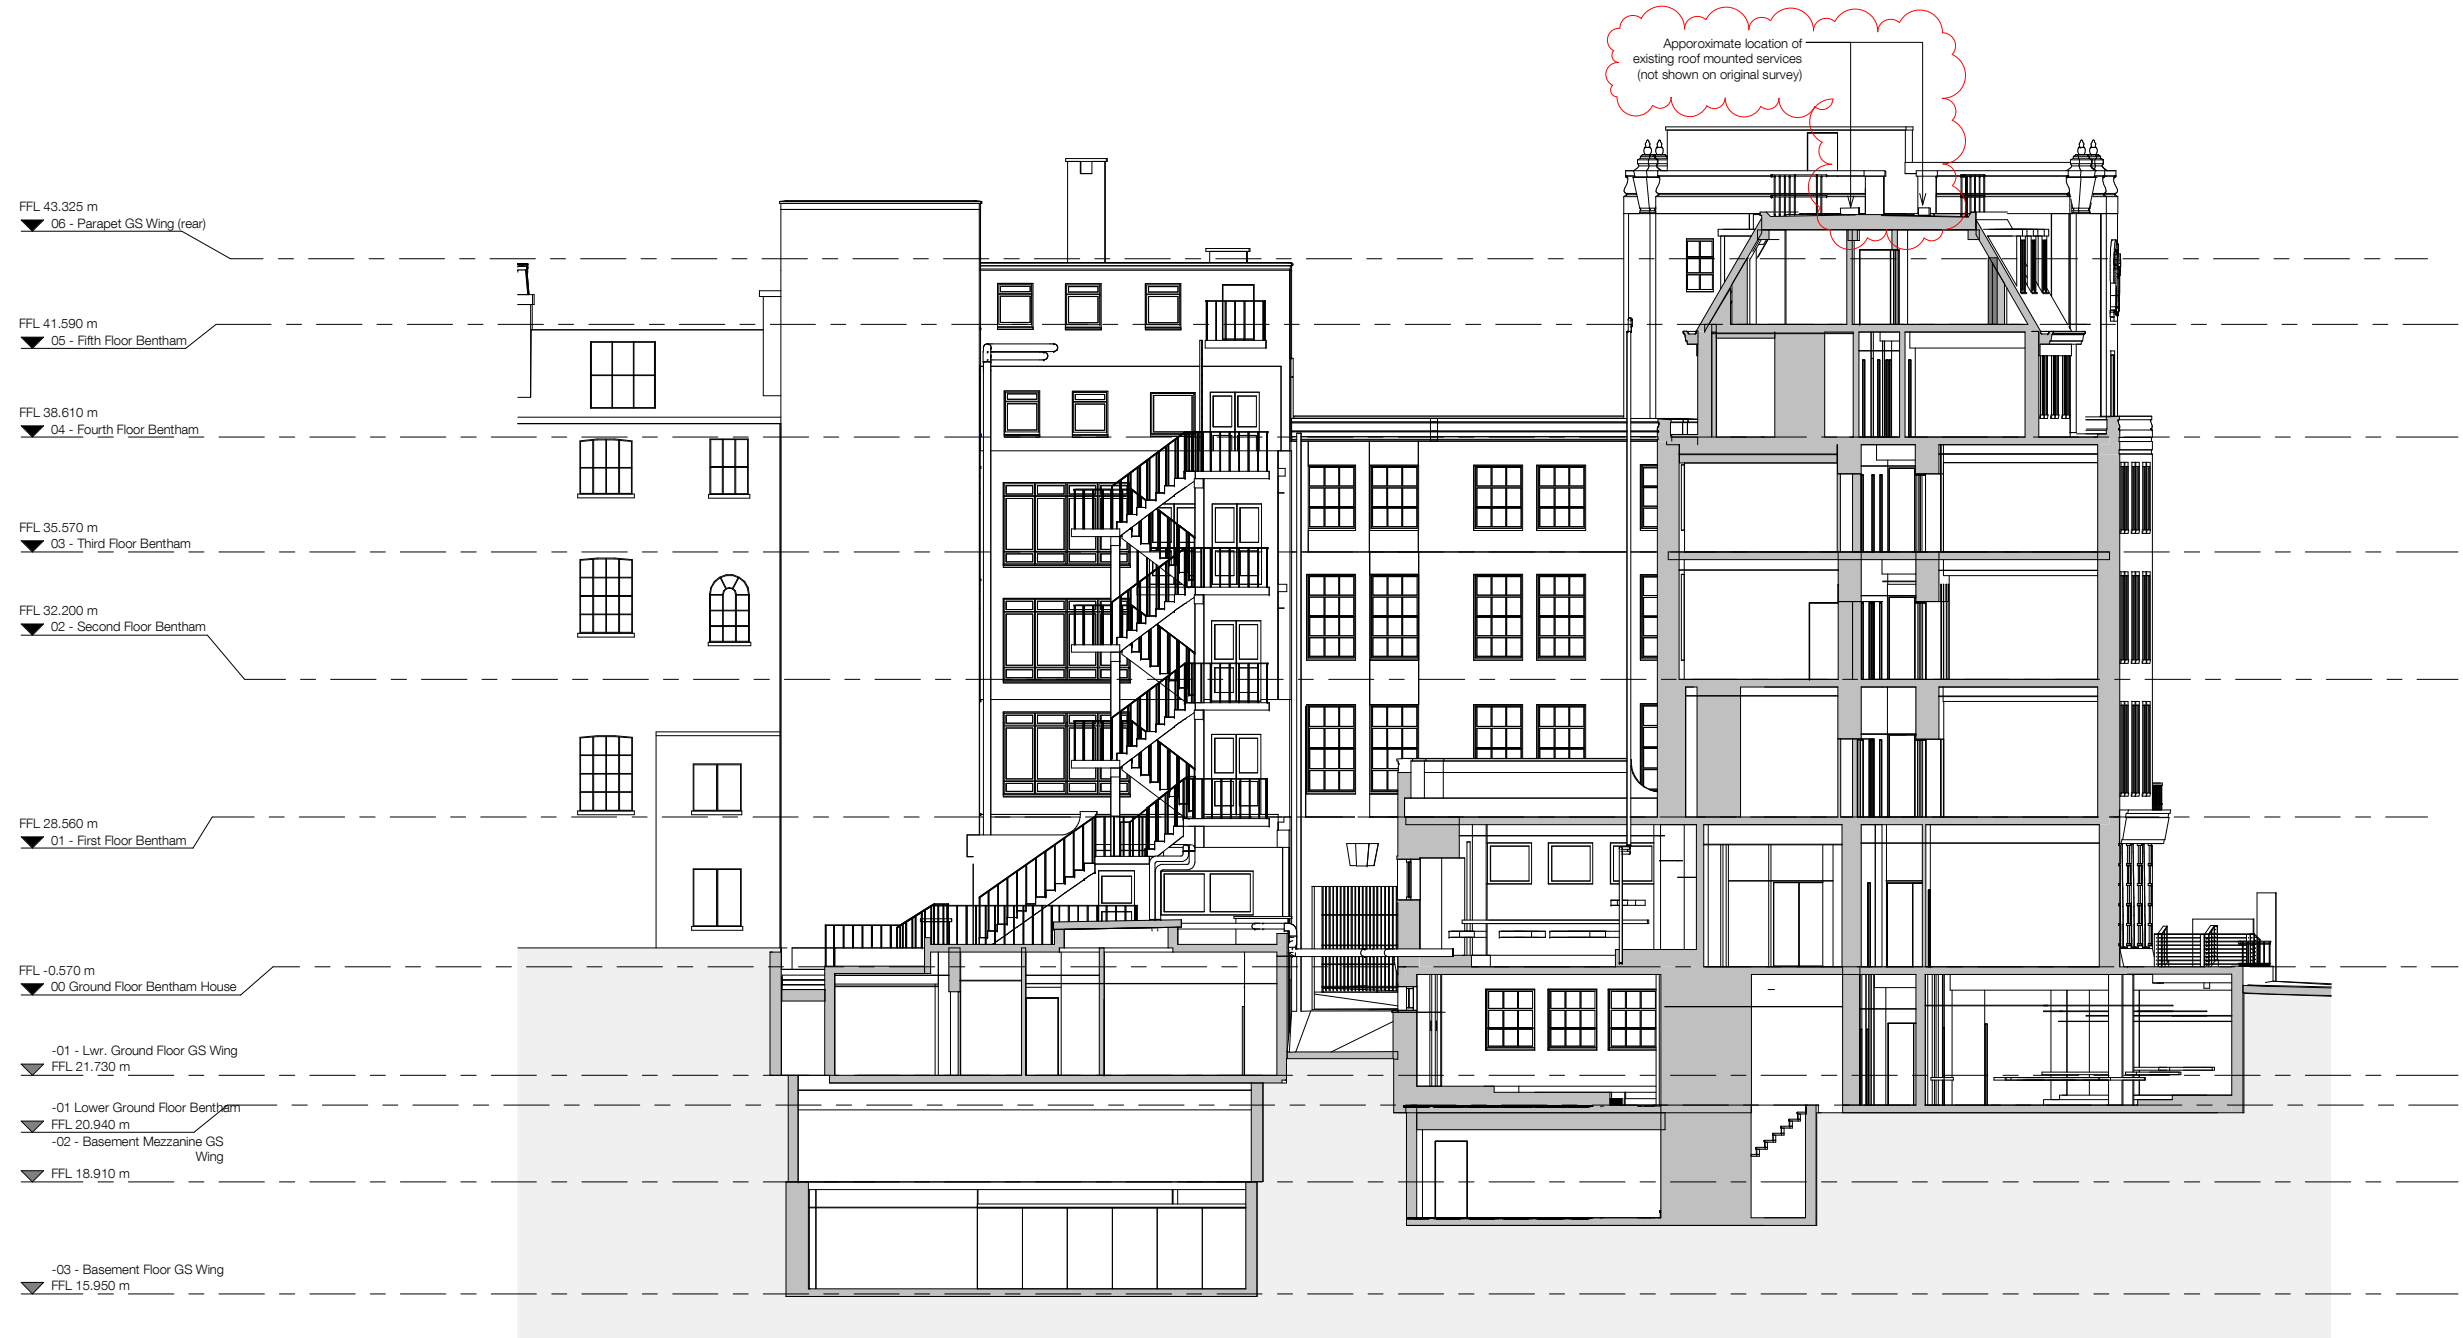 Apporoximate location of
existing roof mounted services
(not shown on original survey)
FFL 43.325 m
06 - Parapet GS Wing (rear)
FFL 41.590 m
05 - Fifth Floor Bentham
FFL 38.610 m
04 - Fourth Floor Bentham
FFL 35.570 m
03 - Third Floor Bentham
FFL 32.200 m
02 - Second Floor Bentham
FFL 28.560 m
01 - First Floor Bentham
FFL -0.570 m
00 Ground Floor Bentham House
-01 - Lwr. Ground Floor GS Wing
FFL 21.730 m
-01 Lower Ground Floor Bentham
FFL 20.940 m
-02 - Basement Mezzanine GS
Wing
FFL 18.910 m
-03 - Basement Floor GS Wing
FFL 15.950 m